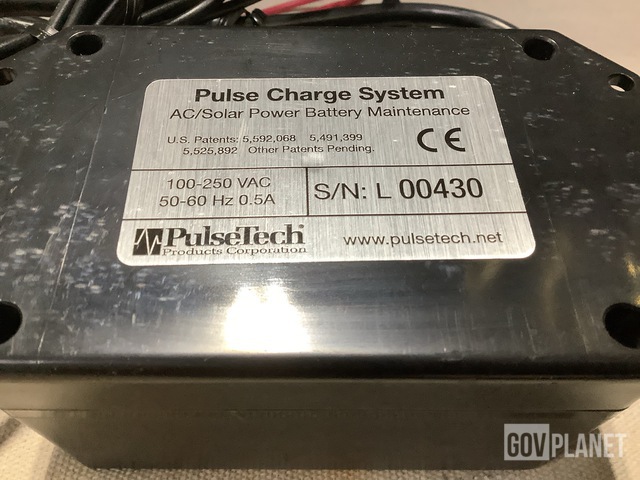 Pulse Charge System
AC/Solar Power Battery Maintenance
U.S. Patents: 5,592,068 5,491,399
5,525,892 Other Patents Pending.
CE
100-250 VAC
50-60 Hz 0.5A
S/N: L 00430
PulseTech
Products Corporation
www.pulsetech.net
GOVPLANET